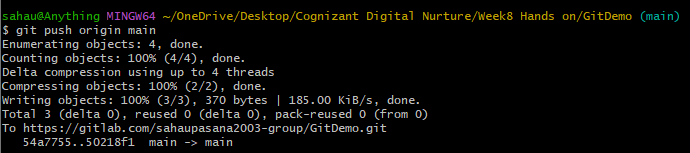 sahau@Anything MINGW64 ~/OneDrive/Desktop/Cognizant Digital Nurture/Week8 Hands on/GitDemo (main)
$ git push origin main
Enumerating objects: 4, done.
Counting objects: 100% (4/4), done.
Delta compression using up to 4 threads
Compressing objects: 100% (2/2), done.
Writing objects: 100% (3/3), 370 bytes | 185.00 KiB/s, done.
Total 3 (delta 0), reused 0 (delta 0), pack-reused 0 (from 0)
To https://gitlab.com/sahaupasana2003-group/GitDemo.git
   54a7755..50218f1  main -> main